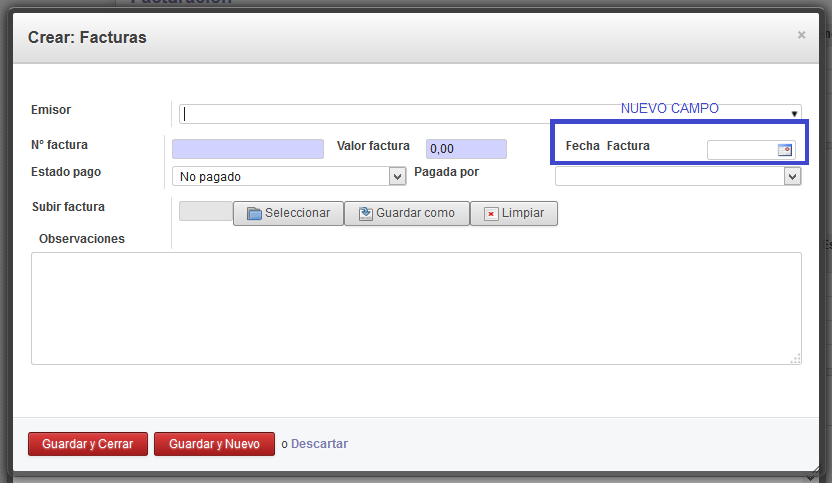 Facturación
Crear: Facturas
×
Emisor
NUEVO CAMPO
Nº factura
Valor factura 0,00
Fecha Factura
Estado pago No pagado
Pagada por
Subir factura
Seleccionar Guardar como Limpiar
Observaciones
Guardar y Cerrar Guardar y Nuevo o Descartar